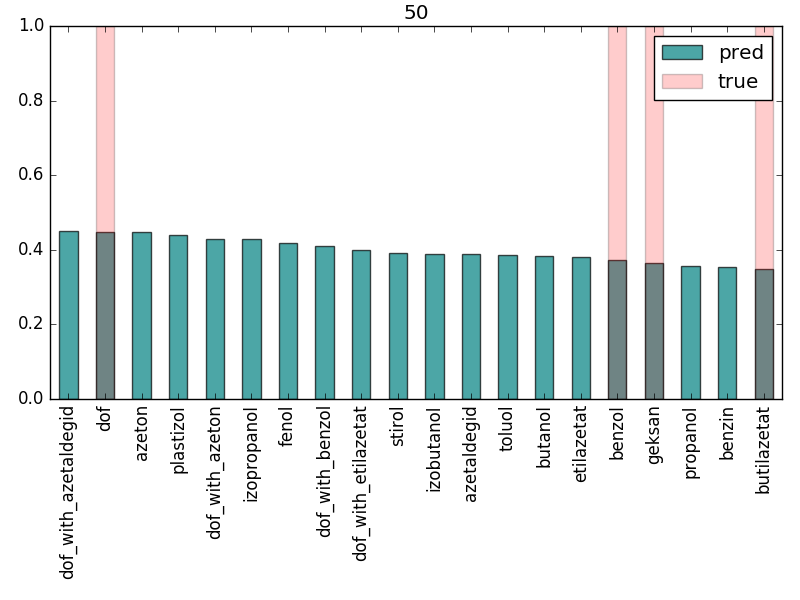 50
1.0
0.8
0.6
0.4
0.2
0.0
pred
true
dof_with_azetaldegid
dof
azeton
plastizol
dof_with_azeton
izopropanol
fenol
dof_with_benzol
dof_with_etilazetat
stirol
izobutanol
azetaldegid
toluol
butanol
etilazetat
benzol
geksan
propanol
benzin
butilazetat